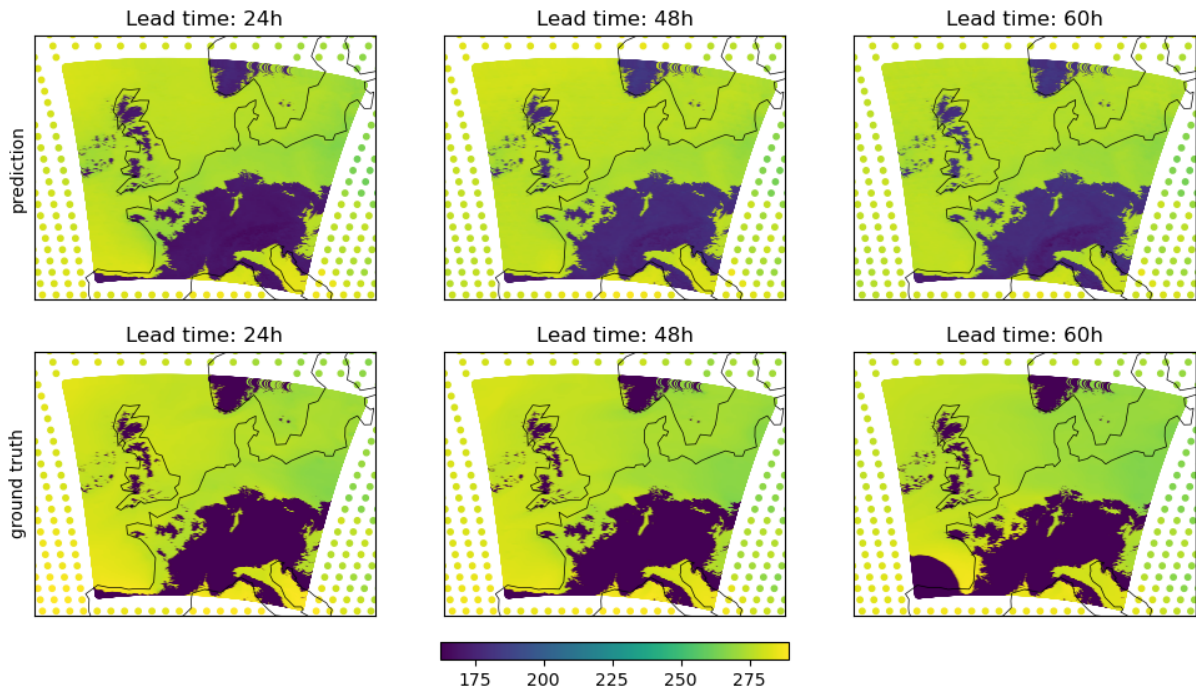 Lead time: 24h
Lead time: 48h
Lead time: 60h
prediction
Lead time: 24h
Lead time: 48h
Lead time: 60h
ground truth
175
200
225
250
275